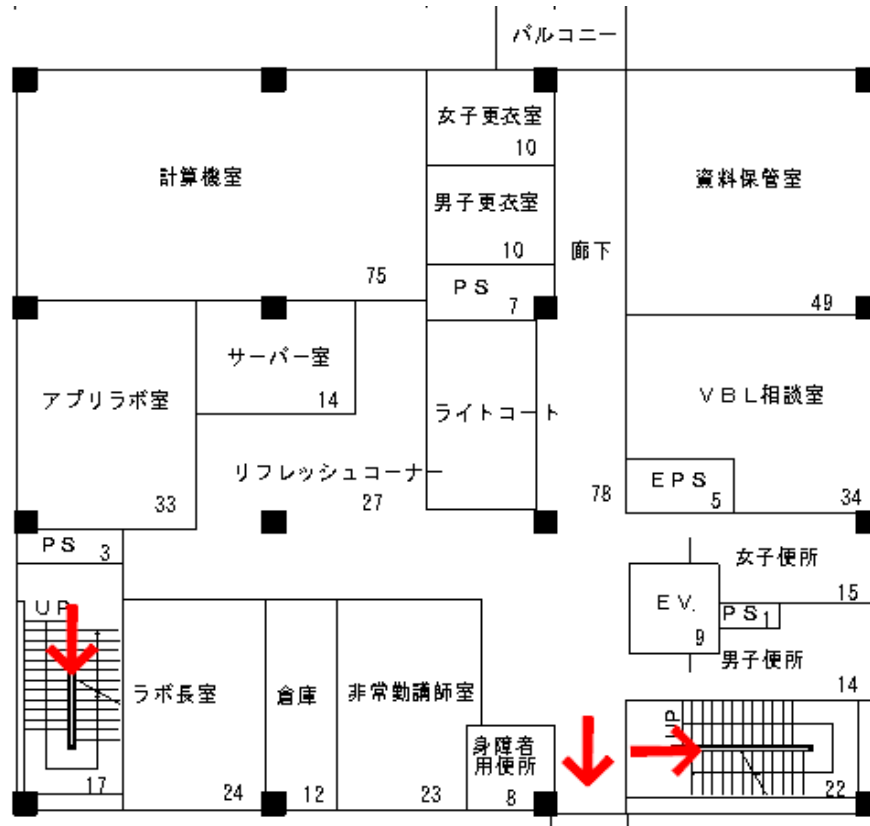 バルコニー
女子更衣室
10
計算機室
資料保管室
男子更衣室
10
廊下
75
PS
7
49
サーバー室
14
アプリラボ室
ライトコート
VBL相談室
リフレッシュコーナー
27
33
78
EPS
5
34
PS
3
女子便所
15
UP
EV.
9
PS
1
男子便所
14
ラボ長室
倉庫
非常勤講師室
UP
身障者
用便所
17
24
12
23
8
22